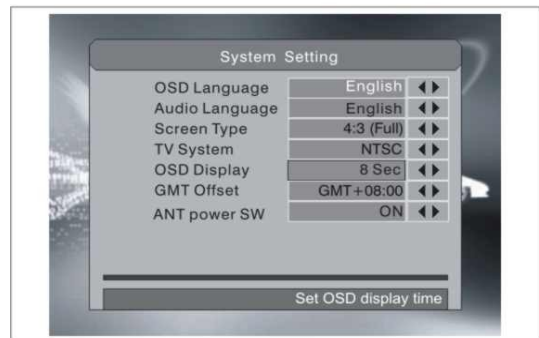 System Setting
OSD Language English
Audio Language English
Screen Type 4:3 (Full)
TV System NTSC
OSD Display 8 Sec
GMT Offset GMT+08:00
ANT power SW ON
Set OSD display time